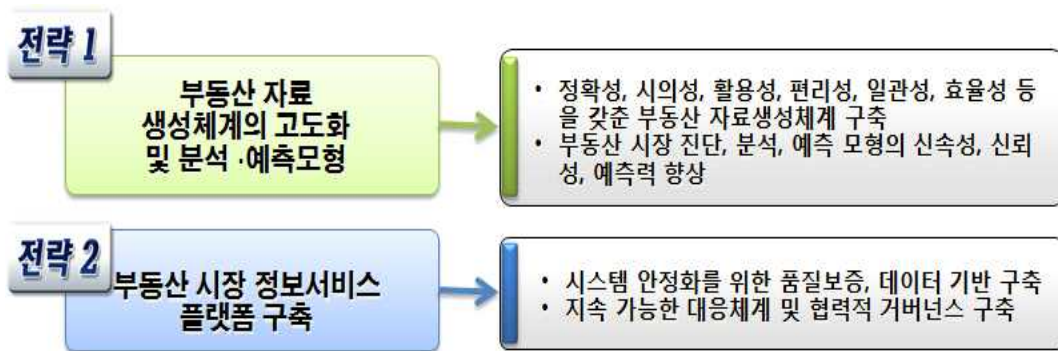 전략 1
부동산 자료
생성체계의 고도화
및 분석 ·예측모형
• 정확성, 시의성, 활용성, 편리성, 일관성, 효율성 등
을 갖춘 부동산 자료생성체계 구축
• 부동산 시장 진단, 분석, 예측 모형의 신속성, 신뢰
성, 예측력 향상
전략 2
부동산 시장 정보서비스
플랫폼 구축
• 시스템 안정화를 위한 품질보증, 데이터 기반 구축
• 지속 가능한 대응체계 및 협력적 거버넌스 구축